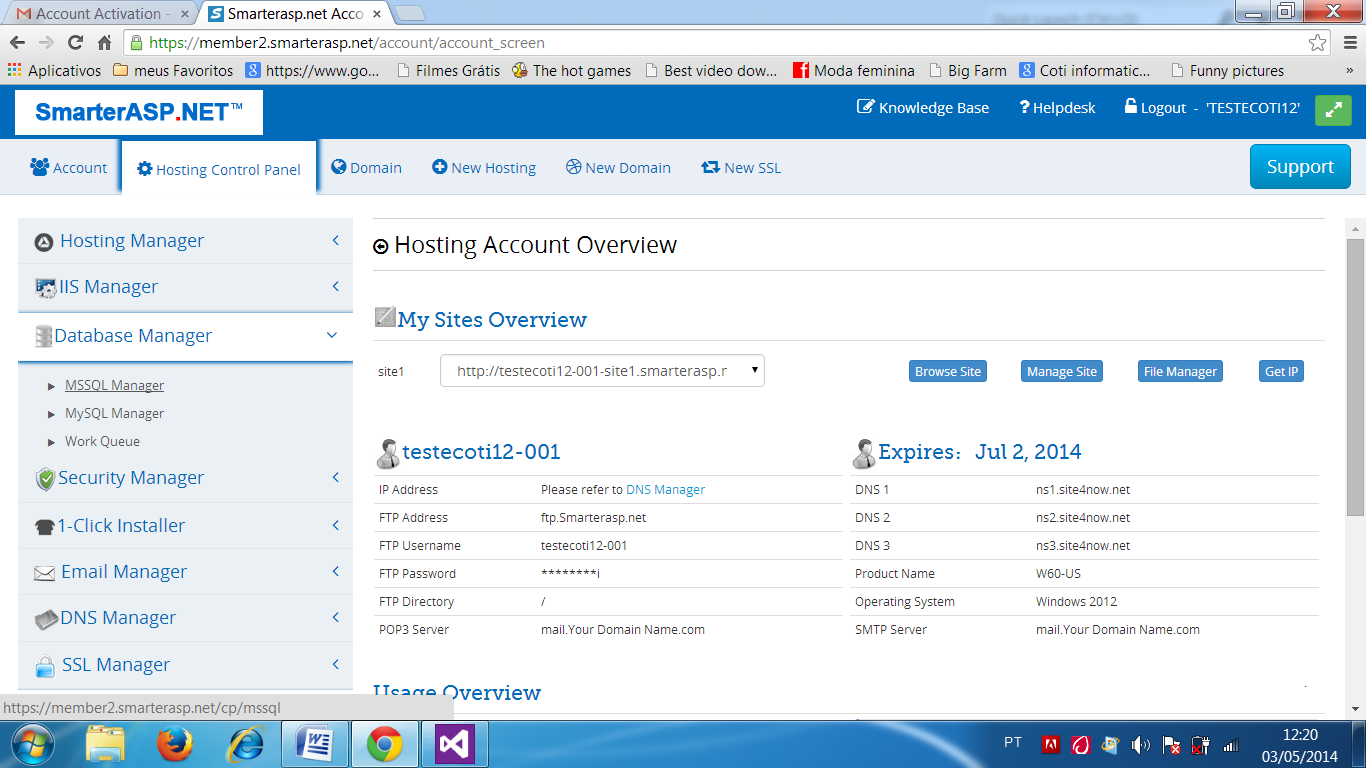 Account Activation -
Smarterasp.net Acco
https://member2.smarterasp.net/account/account_screen
Aplicativos meus Favoritos https://www.go... Filmes Grátis The hot games Best video dow... Moda feminina Big Farm Coti informatic... Funny pictures »
SmarterASP.NET™
Knowledge Base Helpdesk Logout - 'TESTECOTI12'
Account Hosting Control Panel Domain New Hosting New Domain New SSL Support
Hosting Manager
IIS Manager
Database Manager
MSSQL Manager
MySQL Manager
Work Queue
Security Manager
1-Click Installer
Email Manager
DNS Manager
SSL Manager
Hosting Account Overview
My Sites Overview
site1 http://testecoti12-001-site1.smarterasp.r Browse Site Manage Site File Manager Get IP
testecoti12-001
IP Address Please refer to DNS Manager
FTP Address ftp.Smarterasp.net
FTP Username testecoti12-001
FTP Password ********i
FTP Directory /
POP3 Server mail.Your Domain Name.com
Expires: Jul 2, 2014
DNS 1 ns1.site4now.net
DNS 2 ns2.site4now.net
DNS 3 ns3.site4now.net
Product Name W60-US
Operating System Windows 2012
SMTP Server mail.Your Domain Name.com
Usage Overview
https://member2.smarterasp.net/cp/mssql
PT
12:20
03/05/2014